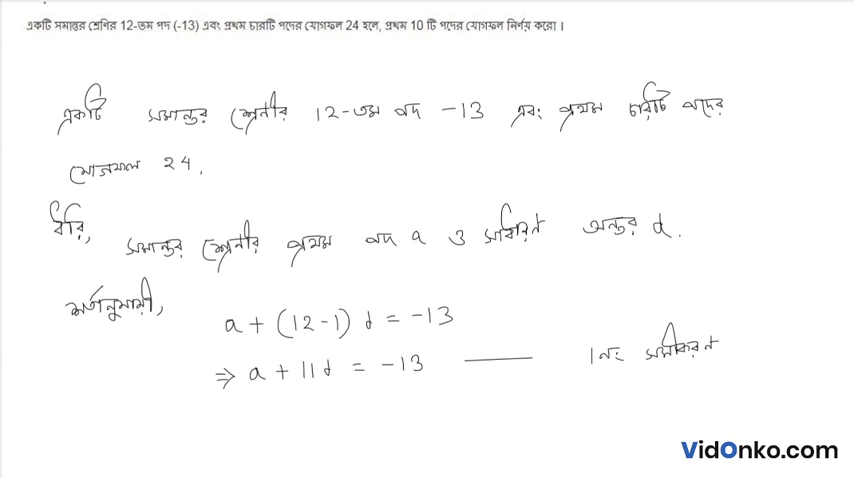 একটি সমান্তর শ্রেণির 12-তম পদ (-13) এবং প্রথম চারটি পদের যোগফল 24 হলে, প্রথম 10 টি পদের যোগফল নির্ণয় করো ।
একটি সমান্তর শ্রেণীর 12-তম পদ -13 এবং প্রথম চারটি পদের
যোগফল 24.
ধরি,
সমান্তর শ্রেণীর প্রথম পদ a ও সাধারণ অন্তর d.
শর্তানুযায়ী,
a + (12-1) d = -13
⇒ a + 11d = -13 —— 1নং সমীকরণ
VidOnko.com